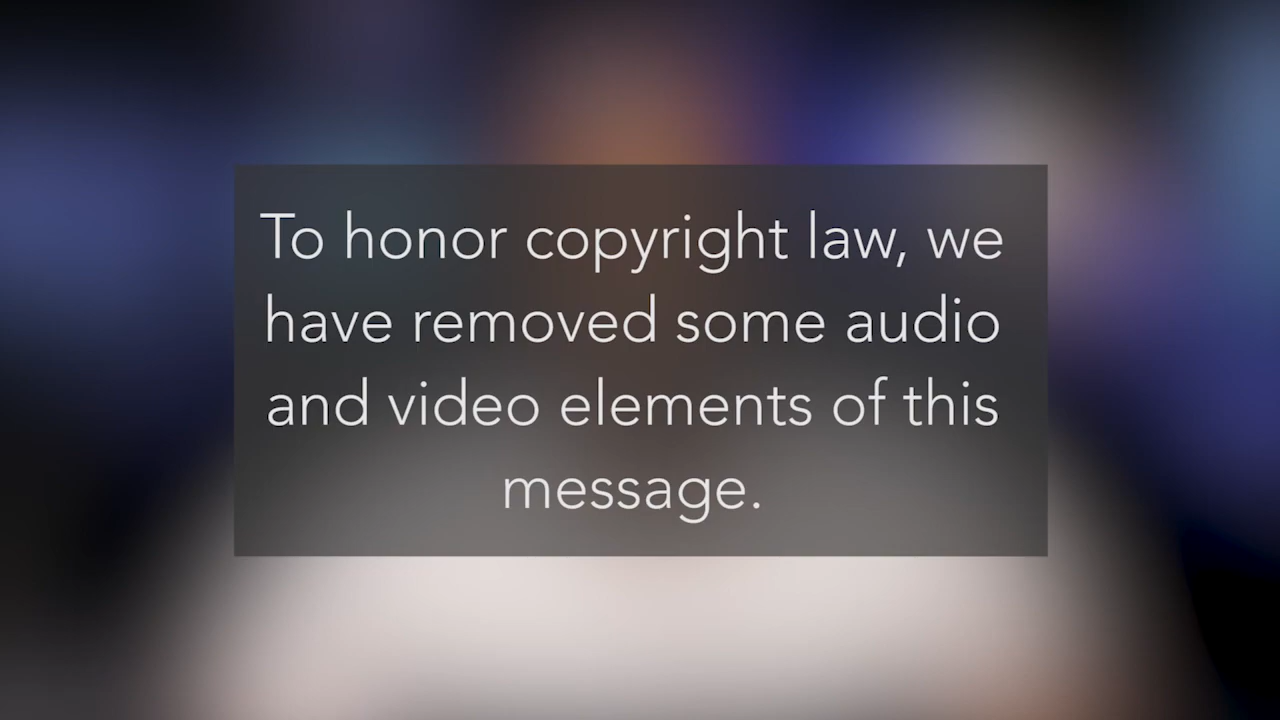 To honor copyright law, we
have removed some audio
and video elements of this
message.